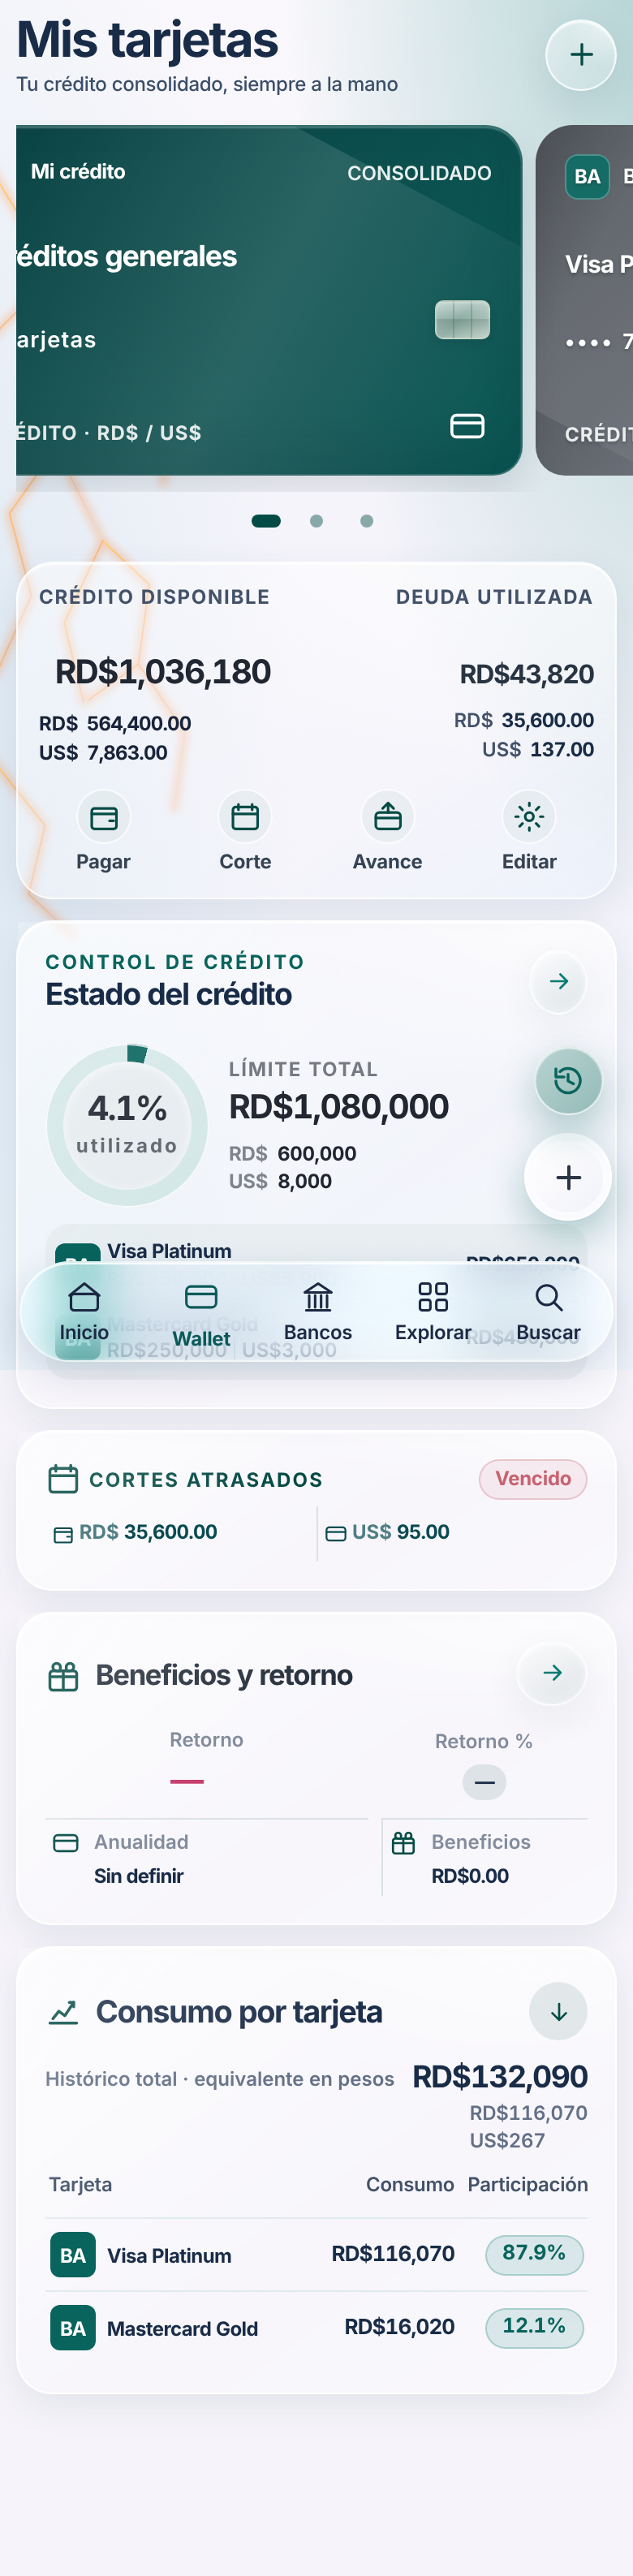 Mis tarjetas
Tu crédito consolidado, siempre a la mano
Mi crédito CONSOLIDADO
éditos generales
arjetas
ÉDITO · RD$ / US$
BA B
Visa P
•••• 7
CRÉDI
CRÉDITO DISPONIBLE DEUDA UTILIZADA
RD$1,036,180 RD$43,820
RD$ 564,400.00 RD$ 35,600.00
US$ 7,863.00 US$ 137.00
Pagar Corte Avance Editar
CONTROL DE CRÉDITO
Estado del crédito
4.1%
utilizado
LÍMITE TOTAL
RD$1,080,000
RD$ 600,000
US$ 8,000
Visa Platinum
Mastercard Gold
BA RD$250,000 | US$3,000
Inicio Wallet Bancos Explorar Buscar
CORTES ATRASADOS Vencido
RD$ 35,600.00 US$ 95.00
Beneficios y retorno
Retorno Retorno %
— —
Anualidad Beneficios
Sin definir RD$0.00
Consumo por tarjeta
Histórico total · equivalente en pesos RD$132,090
RD$116,070
US$267
Tarjeta Consumo Participación
BA Visa Platinum RD$116,070 87.9%
BA Mastercard Gold RD$16,020 12.1%